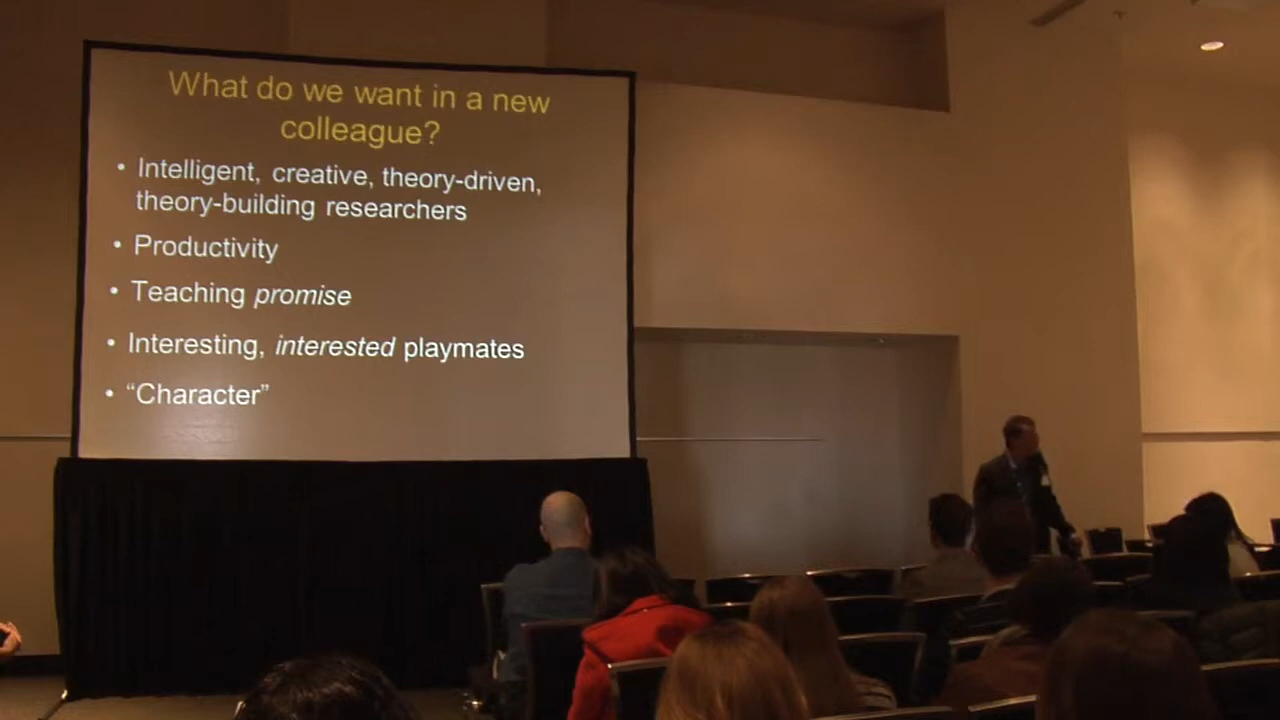 What do we want in a new
colleague?
• Intelligent, creative, theory-driven,
theory-building researchers
• Productivity
• Teaching promise
• Interesting, interested playmates
• “Character”